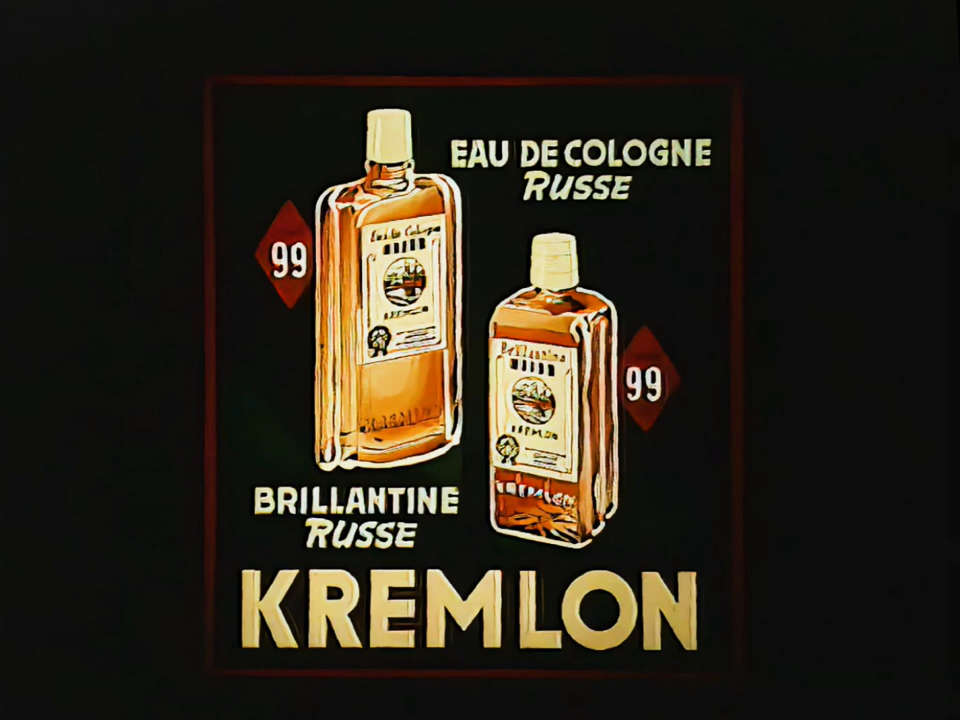 EAU DE COLOGNE
RUSSE
99
99
BRILLANTINE
RUSSE
KREMLON